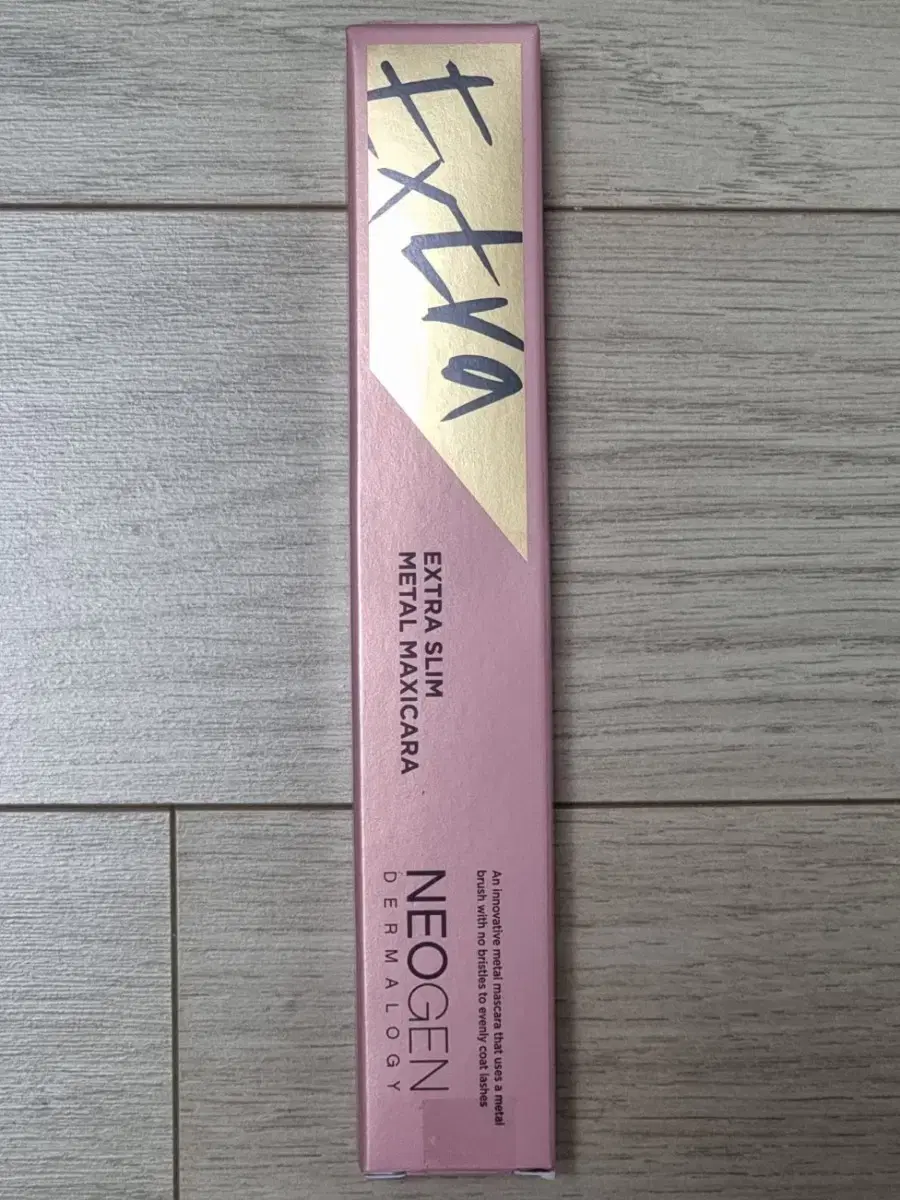 Extra
EXTRA SLIM
METAL MAXICARA
An innovative metal mascara that uses a metal
brush with no bristles to evenly coat lashes
NEOGEN
DERMALOGY